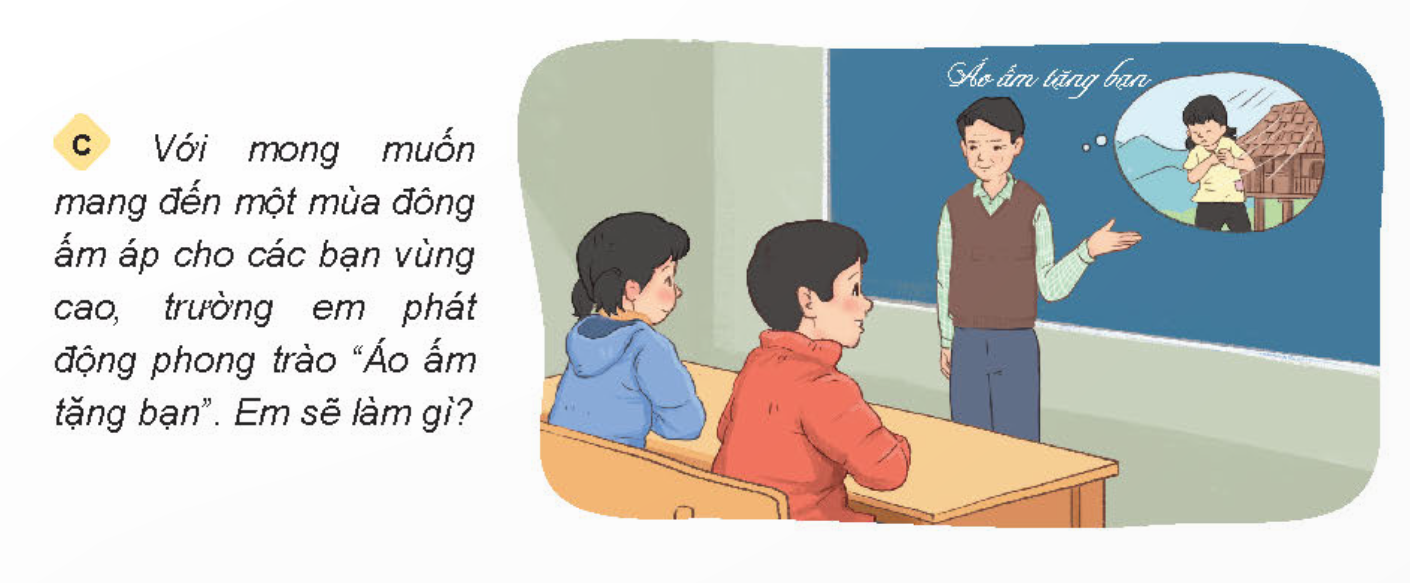 C Với mong muốn
mang đến một mùa đông
ấm áp cho các bạn vùng
cao, trường em phát
động phong trào “Áo ấm
tặng bạn”. Em sẽ làm gì?
Áo ấm tặng bạn